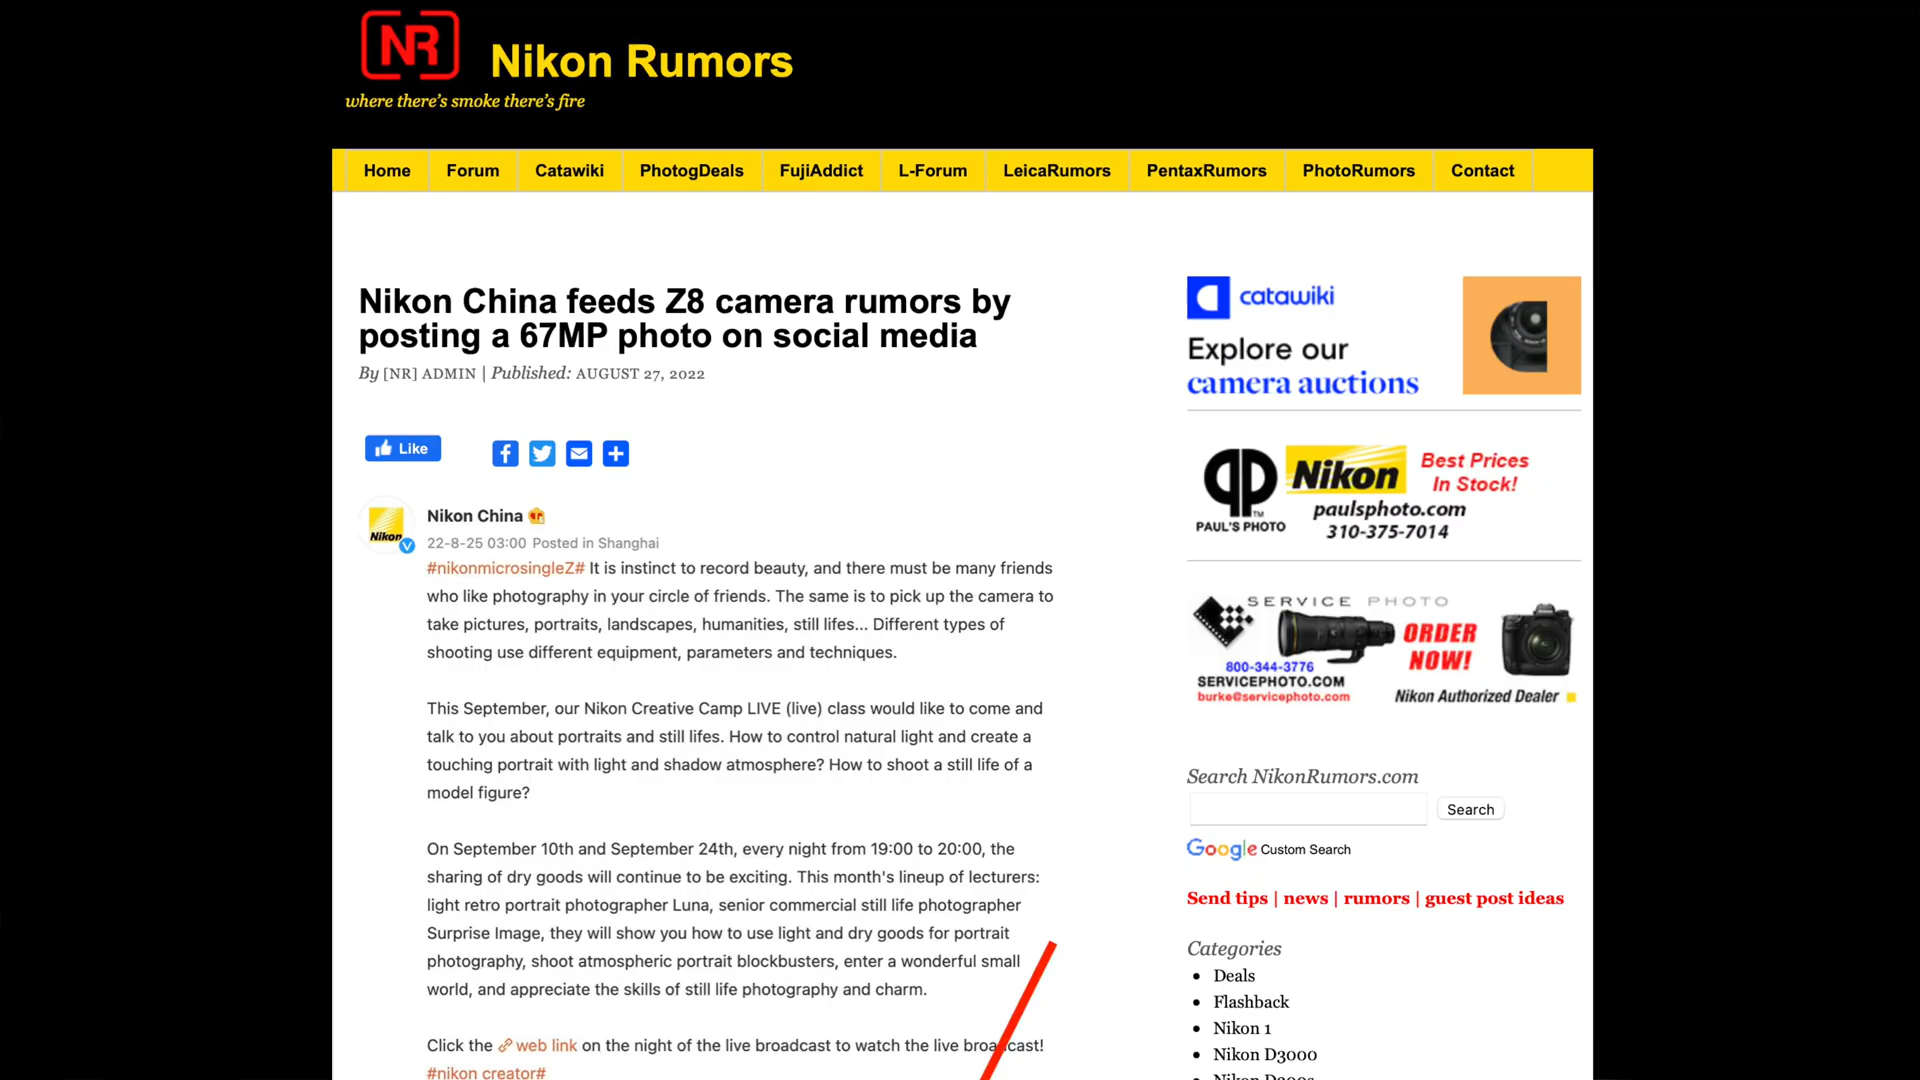 NR
Nikon Rumors
where there's smoke there's fire
Home Forum Catawiki PhotogDeals FujiAddict L-Forum LeicaRumors PentaxRumors PhotoRumors Contact
Nikon China feeds Z8 camera rumors by
posting a 67MP photo on social media
By [NR] ADMIN | Published: AUGUST 27, 2022
Like
Nikon
Nikon China
22-8-25 03:00 Posted in Shanghai
#nikonmicrosingleZ# It is instinct to record beauty, and there must be many friends
who like photography in your circle of friends. The same is to pick up the camera to
take pictures, portraits, landscapes, humanities, still lifes... Different types of
shooting use different equipment, parameters and techniques.
This September, our Nikon Creative Camp LIVE (live) class would like to come and
talk to you about portraits and still lifes. How to control natural light and create a
touching portrait with light and shadow atmosphere? How to shoot a still life of a
model figure?
On September 10th and September 24th, every night from 19:00 to 20:00, the
sharing of dry goods will continue to be exciting. This month's lineup of lecturers:
light retro portrait photographer Luna, senior commercial still life photographer
Surprise Image, they will show you how to use light and dry goods for portrait
photography, shoot atmospheric portrait blockbusters, enter a wonderful small
world, and appreciate the skills of still life photography and charm.
Click the web link on the night of the live broadcast to watch the live broadcast!
#nikon creator#
catawiki
Explore our
camera auctions
PAUL'S PHOTO
TM
Nikon
Best Prices
In Stock!
paulsphoto.com
310-375-7014
SERVICE PHOTO
800-344-3776
SERVICEPHOTO.COM
burke@servicephoto.com
ORDER
NOW!
Nikon Authorized Dealer
Search NikonRumors.com
Search
Google Custom Search
Send tips | news | rumors | guest post ideas
Categories
Deals
Flashback
Nikon 1
Nikon D3000